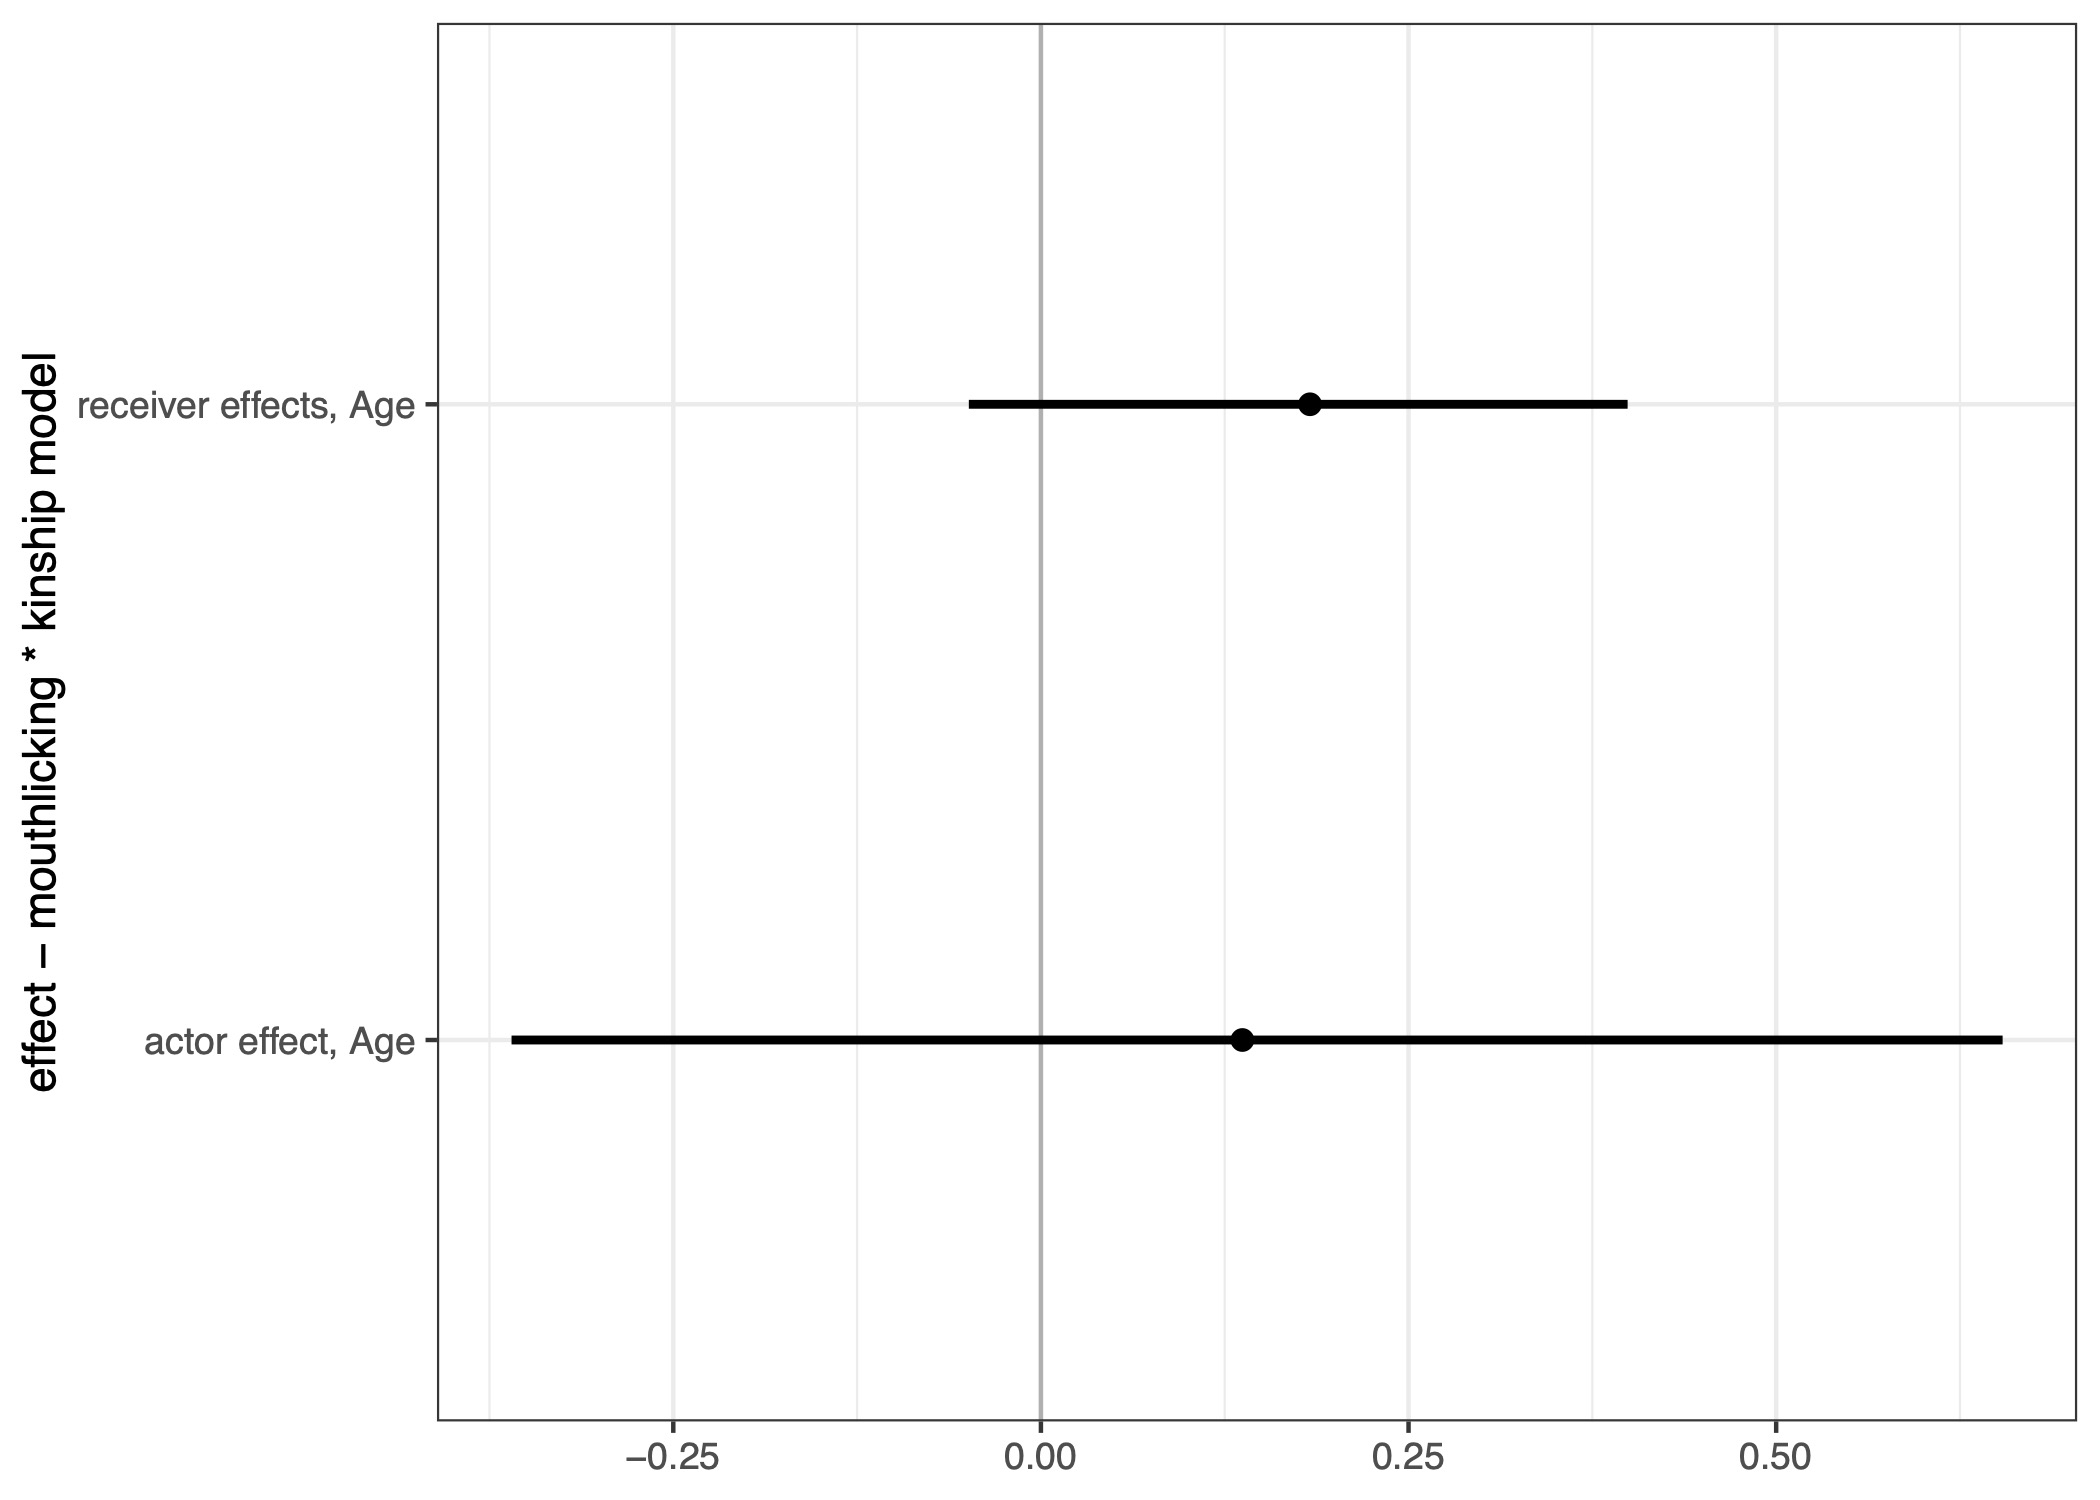 effect – mouthlicking * kinship model
receiver effects, Age
actor effect, Age
−0.25
0.00
0.25
0.50